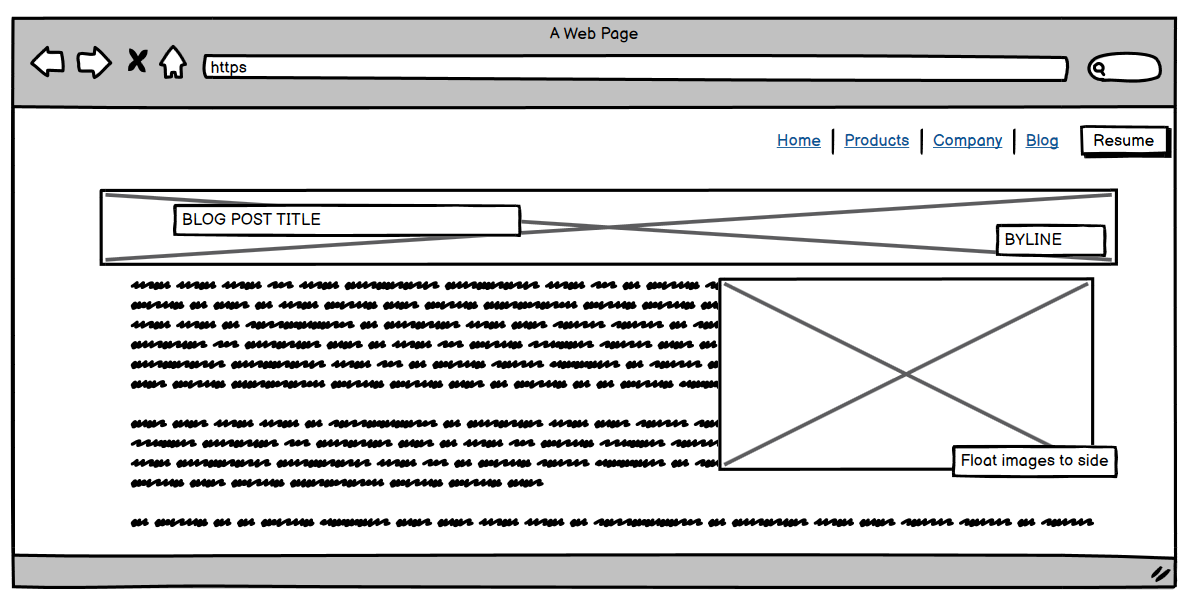 A Web Page
https
Home Products Company Blog Resume
BLOG POST TITLE
BYLINE
Float images to side